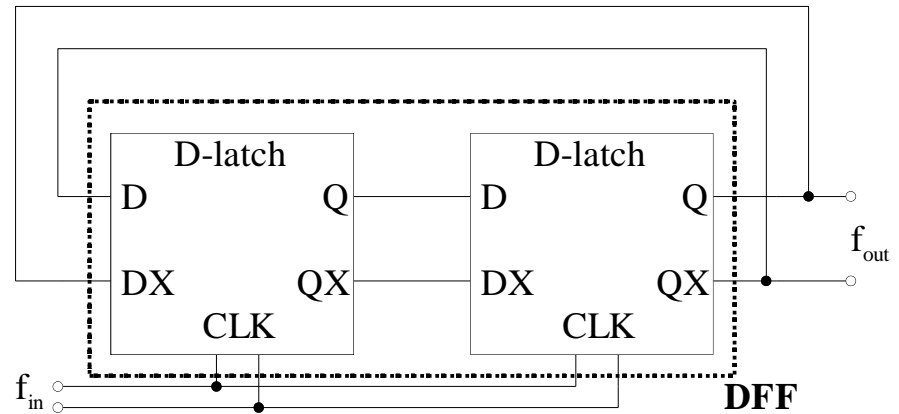 D-latch D-latch
D Q D Q
f_out
DX QX DX QX
CLK CLK
f_in
DFF